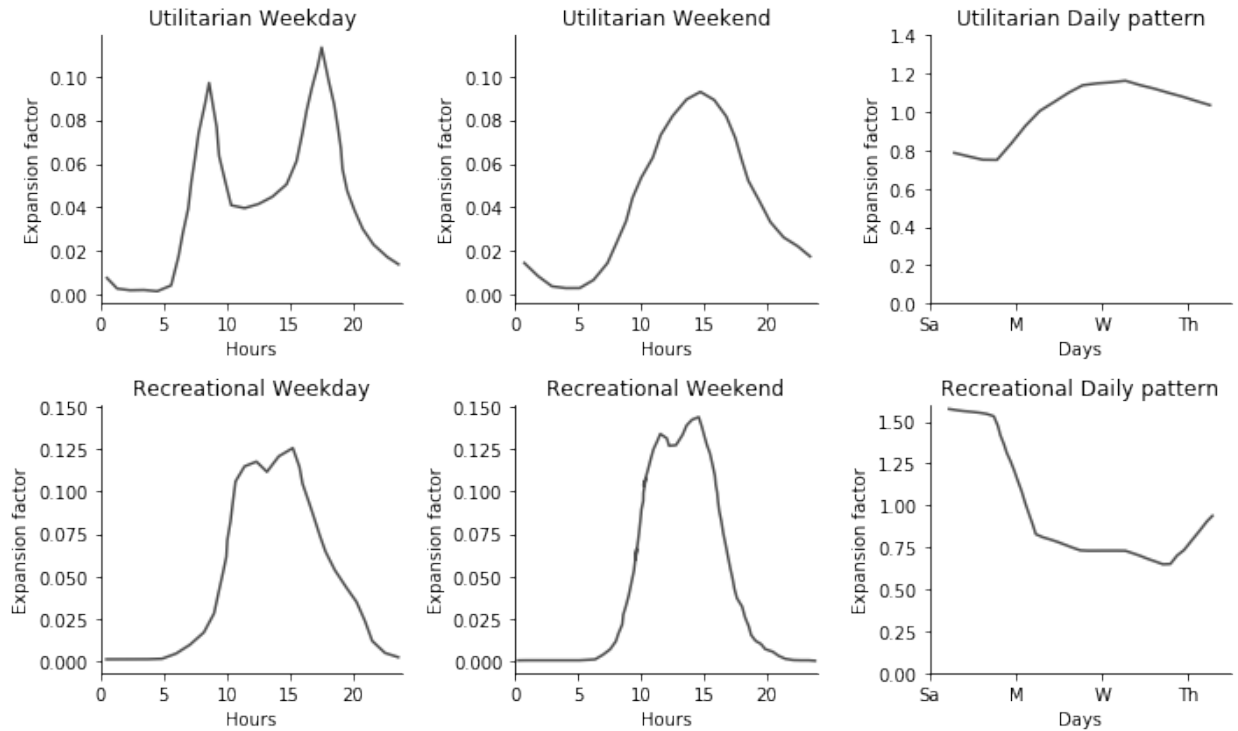 Utilitarian Weekday
Expansion factor
0.10
0.08
0.06
0.04
0.02
0.00
0 5 10 15 20
Hours
Utilitarian Weekend
Expansion factor
0.10
0.08
0.06
0.04
0.02
0.00
0 5 10 15 20
Hours
Utilitarian Daily pattern
Expansion factor
1.4
1.2
1.0
0.8
0.6
0.4
0.2
0.0
Sa M W Th
Days
Recreational Weekday
Expansion factor
0.150
0.125
0.100
0.075
0.050
0.025
0.000
0 5 10 15 20
Hours
Recreational Weekend
Expansion factor
0.150
0.125
0.100
0.075
0.050
0.025
0.000
0 5 10 15 20
Hours
Recreational Daily pattern
Expansion factor
1.50
1.25
1.00
0.75
0.50
0.25
0.00
Sa M W Th
Days